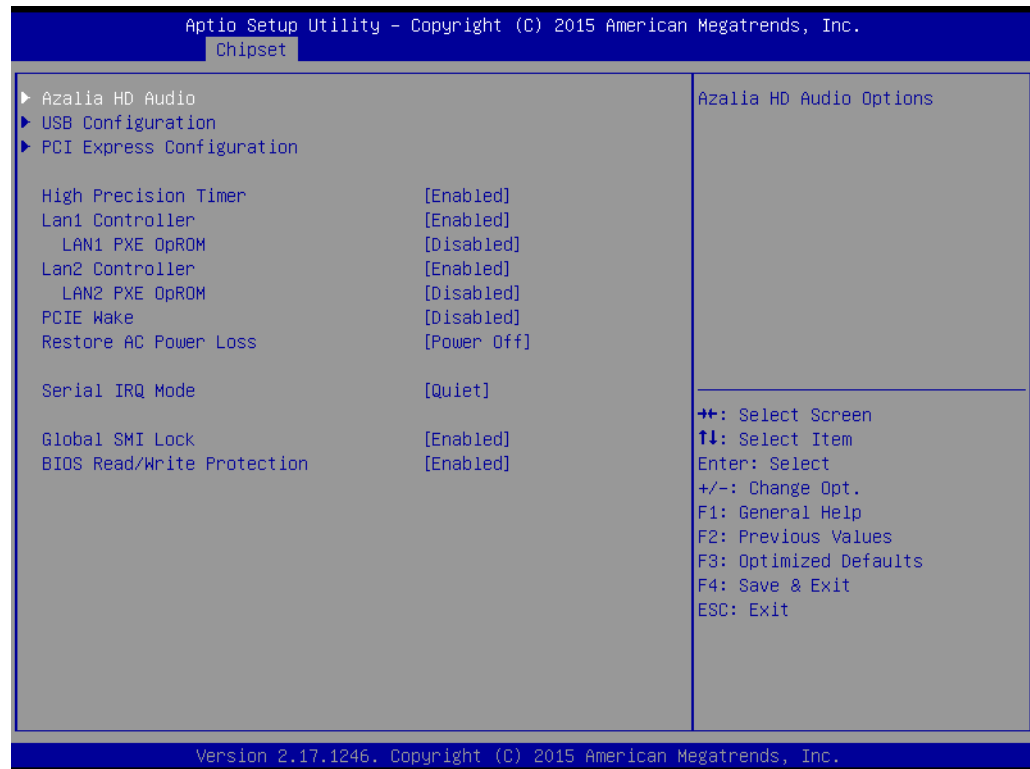 Aptio Setup Utility – Copyright (C) 2015 American Megatrends, Inc.
Chipset
Azalia HD Audio
USB Configuration
PCI Express Configuration
High Precision Timer [Enabled]
Lan1 Controller [Enabled]
LAN1 PXE OpROM [Disabled]
Lan2 Controller [Enabled]
LAN2 PXE OpROM [Disabled]
PCIE Wake [Disabled]
Restore AC Power Loss [Power Off]
Serial IRQ Mode [Quiet]
Global SMI Lock [Enabled]
BIOS Read/Write Protection [Enabled]
Azalia HD Audio Options
→←: Select Screen
↑↓: Select Item
Enter: Select
+/-: Change Opt.
F1: General Help
F2: Previous Values
F3: Optimized Defaults
F4: Save & Exit
ESC: Exit
Version 2.17.1246. Copyright (C) 2015 American Megatrends, Inc.